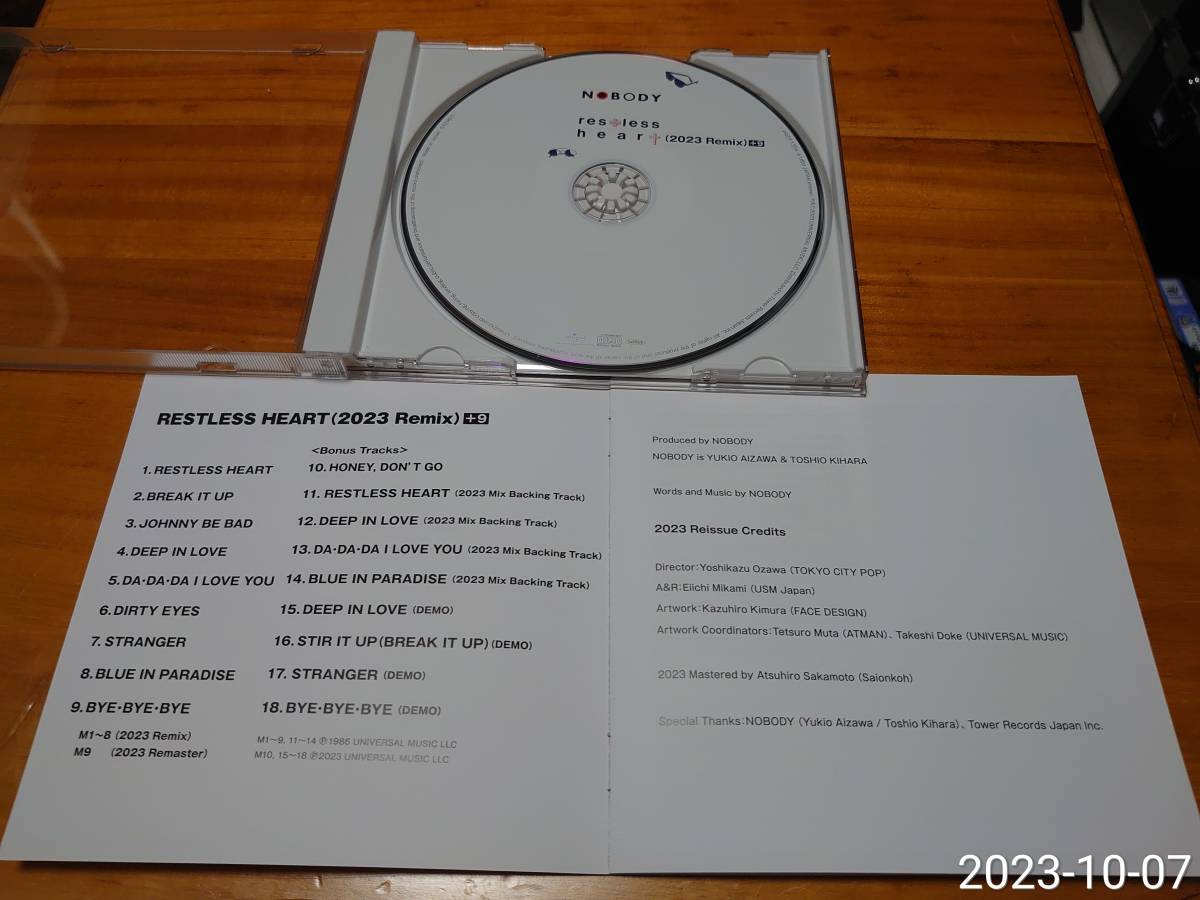 NOBODY
restless
heart (2023 Remix) +9
RESTLESS HEART (2023 Remix) +9
1. RESTLESS HEART
2. BREAK IT UP
3. JOHNNY BE BAD
4. DEEP IN LOVE
5. DA・DA・DA I LOVE YOU
6. DIRTY EYES
7. STRANGER
8. BLUE IN PARADISE
9. BYE・BYE・BYE
M1~8 (2023 Remix)
M9 (2023 Remaster)
<Bonus Tracks>
10. HONEY, DON'T GO
11. RESTLESS HEART (2023 Mix Backing Track)
12. DEEP IN LOVE (2023 Mix Backing Track)
13. DA・DA・DA I LOVE YOU (2023 Mix Backing Track)
14. BLUE IN PARADISE (2023 Mix Backing Track)
15. DEEP IN LOVE (DEMO)
16. STIR IT UP (BREAK IT UP) (DEMO)
17. STRANGER (DEMO)
18. BYE・BYE・BYE (DEMO)
M1~9, 11~14 ℗1986 UNIVERSAL MUSIC LLC
M10, 15~18 ℗2023 UNIVERSAL MUSIC LLC
Produced by NOBODY
NOBODY is YUKIO AIZAWA & TOSHIO KIHARA
Words and Music by NOBODY
2023 Reissue Credits
Director:Yoshikazu Ozawa (TOKYO CITY POP)
A&R:Eiichi Mikami (USM Japan)
Artwork:Kazuhiro Kimura (FACE DESIGN)
Artwork Coordinators:Tetsuro Muta (ATMAN)、Takeshi Doke (UNIVERSAL MUSIC)
2023 Mastered by Atsuhiro Sakamoto (Saionkoh)
Special Thanks:NOBODY (Yukio Aizawa / Toshio Kihara)、Tower Records Japan Inc.
2023-10-07